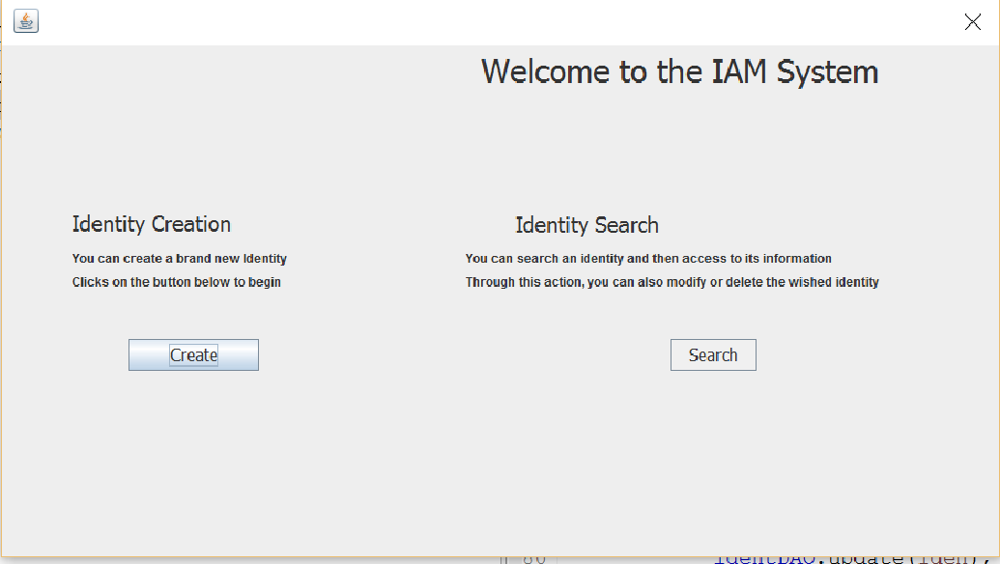 Welcome to the IAM System
Identity Creation
You can create a brand new Identity
Clicks on the button below to begin
Create
Identity Search
You can search an identity and then access to its information
Through this action, you can also modify or delete the wished identity
Search
80 identDAO.update(iden);